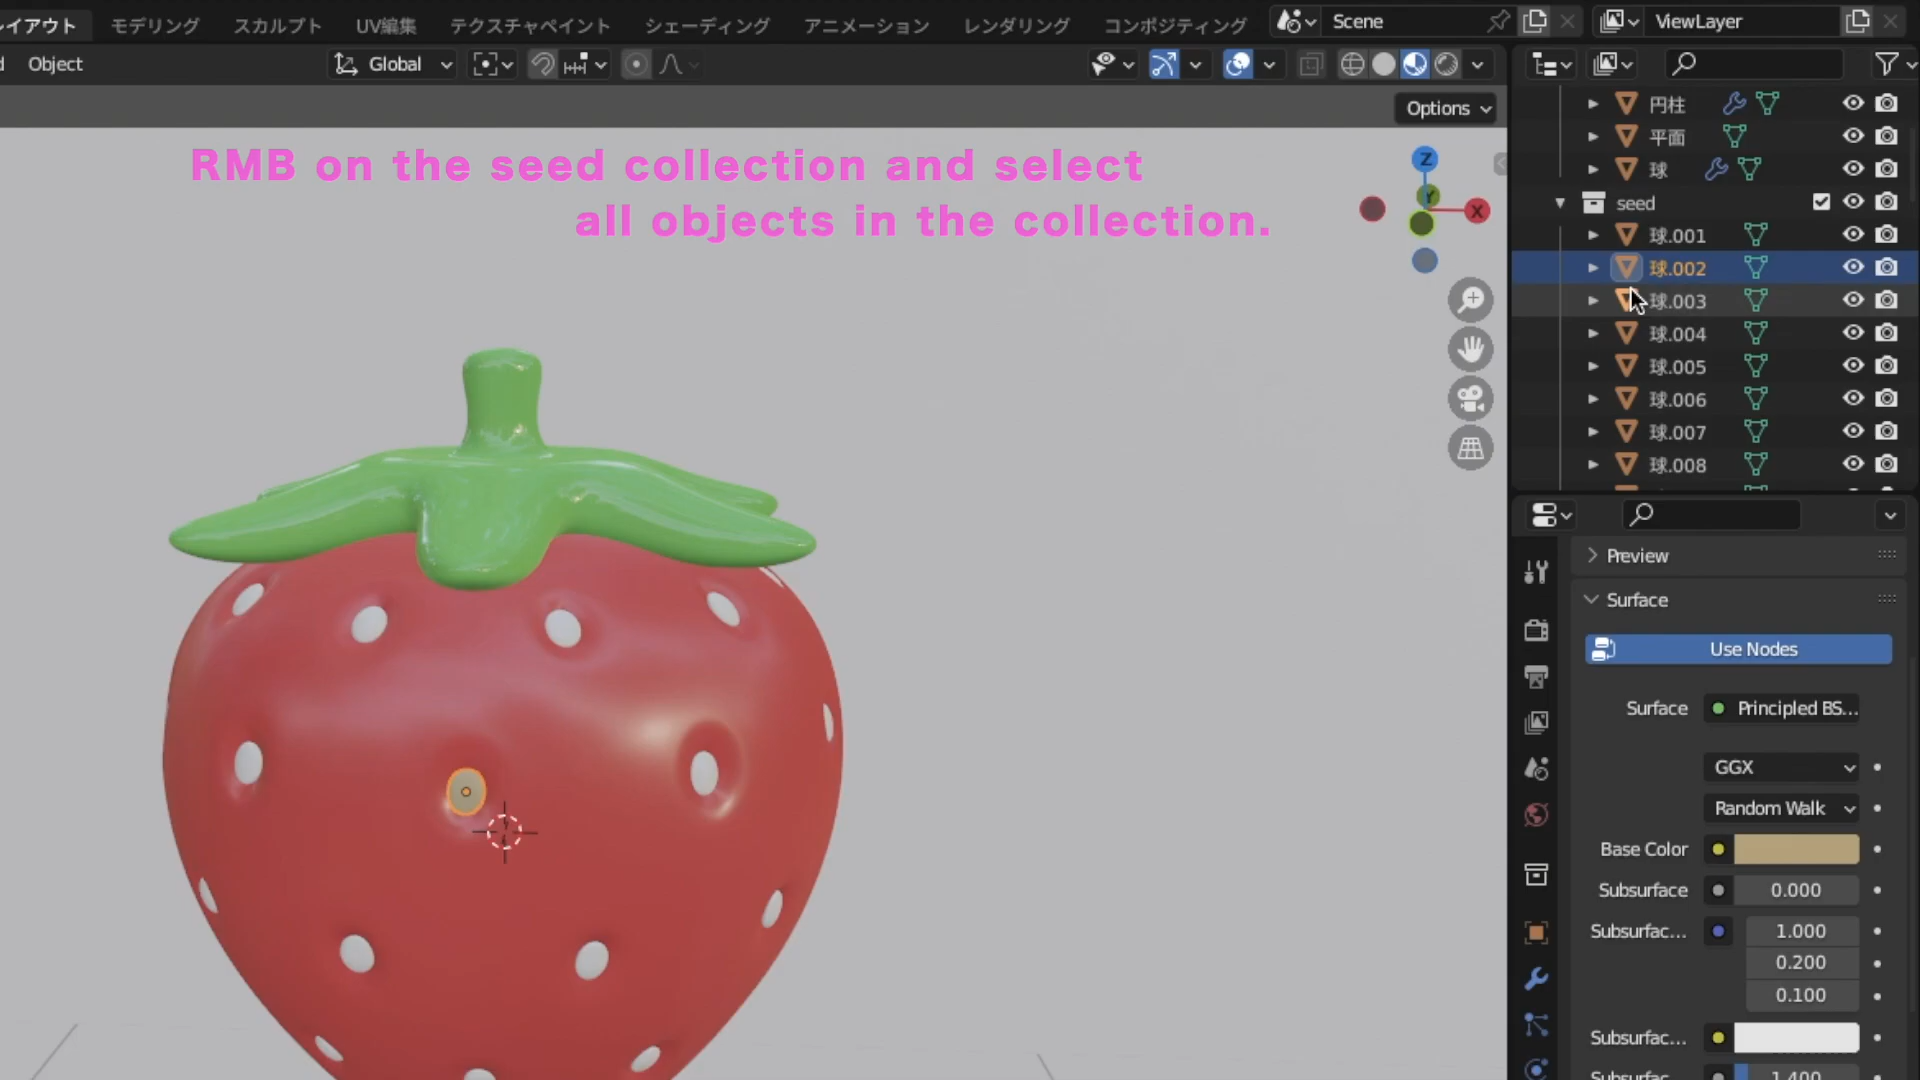 レイアウト モデリング スカルプト UV編集 テクスチャペイント シェーディング アニメーション レンダリング コンポジティング Scene ViewLayer
Object Global
Options
RMB on the seed collection and select
all objects in the collection.
Z
Y
X
円柱
平面
球
seed
球.001
球.002
球.003
球.004
球.005
球.006
球.007
球.008
Preview
Surface
Use Nodes
Surface Principled BS...
GGX
Random Walk
Base Color
Subsurface 0.000
Subsurfac... 1.000
0.200
0.100
Subsurfac...
Subsurfac... 1.400